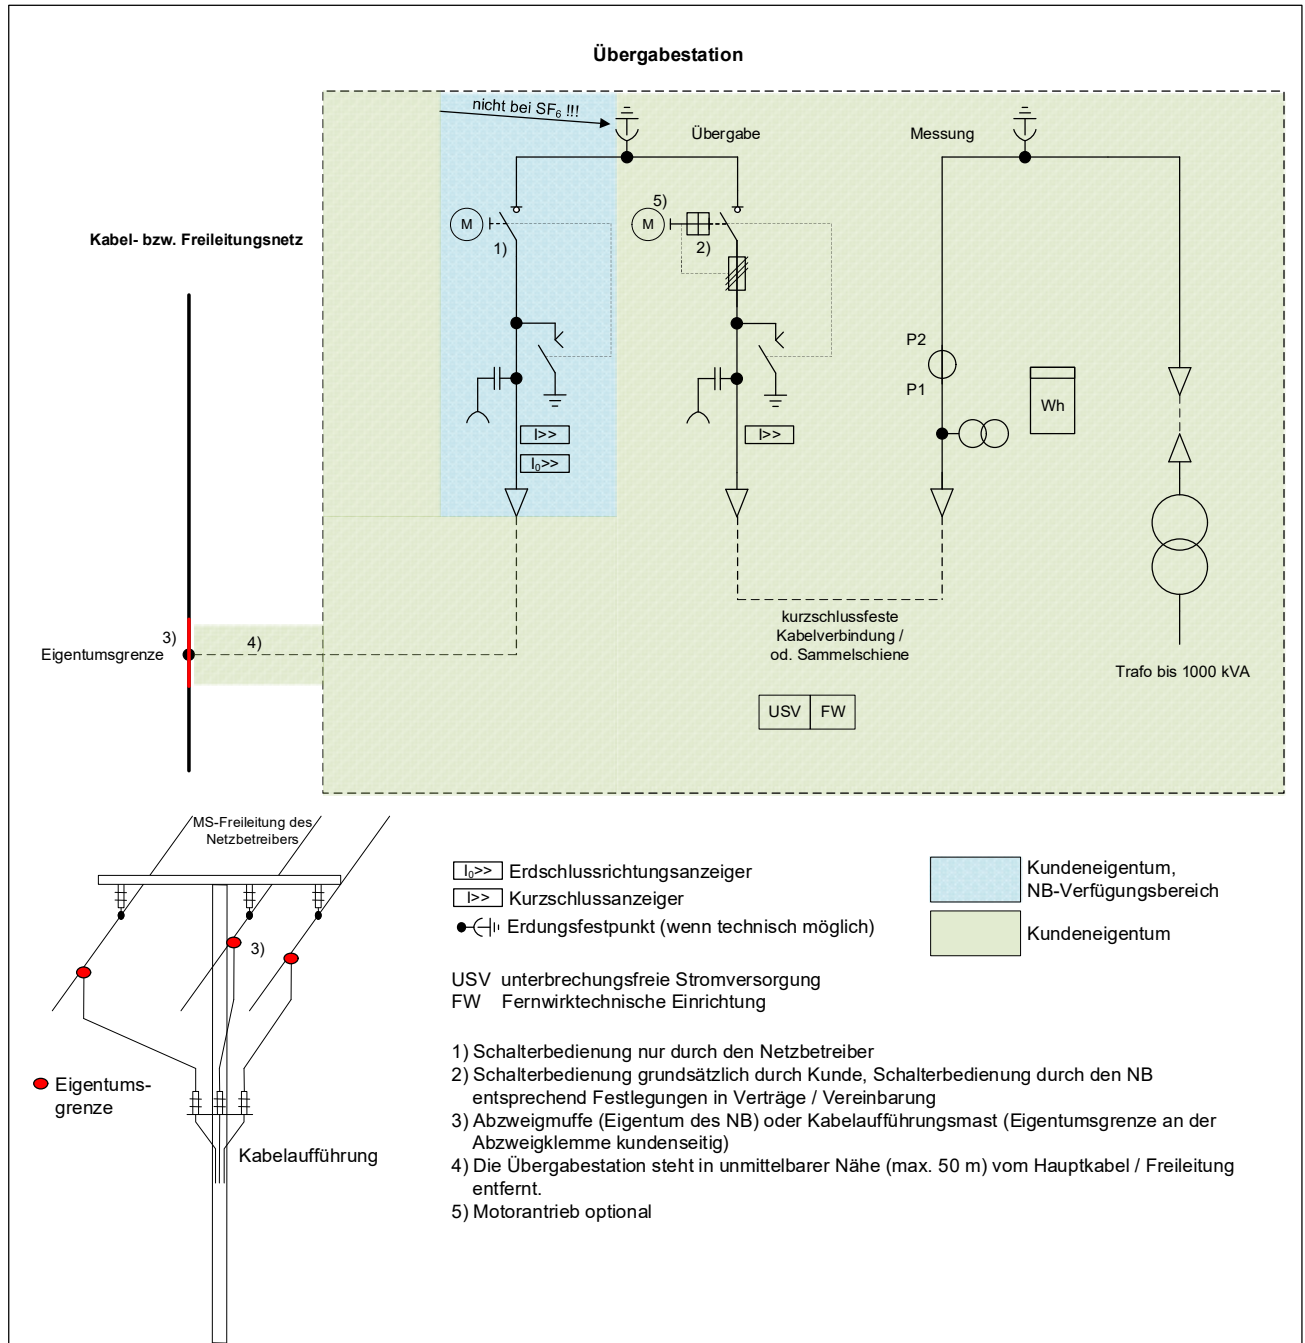 Übergabestation
nicht bei SF₆ !!!
Übergabe
Messung
5)
M
M
1)
2)
Kabel- bzw. Freileitungsnetz
P2
P1
Wh
I>>
I>>
I₀>>
kurzschlussfeste
Kabelverbindung /
od. Sammelschiene
3)
4)
Eigentumsgrenze
Trafo bis 1000 kVA
USV
FW
MS-Freileitung des
Netzbetreibers
3)
Eigentums-
grenze
Kabelaufführung
I₀>> Erdschlussrichtungsanzeiger
I>> Kurzschlussanzeiger
Erdungsfestpunkt (wenn technisch möglich)
Kundeneigentum,
NB-Verfügungsbereich
Kundeneigentum
USV unterbrechungsfreie Stromversorgung
FW Fernwirktechnische Einrichtung
1) Schalterbedienung nur durch den Netzbetreiber
2) Schalterbedienung grundsätzlich durch Kunde, Schalterbedienung durch den NB
entsprechend Festlegungen in Verträge / Vereinbarung
3) Abzweigmuffe (Eigentum des NB) oder Kabelaufführungsmast (Eigentumsgrenze an der
Abzweigklemme kundenseitig)
4) Die Übergabestation steht in unmittelbarer Nähe (max. 50 m) vom Hauptkabel / Freileitung
entfernt.
5) Motorantrieb optional